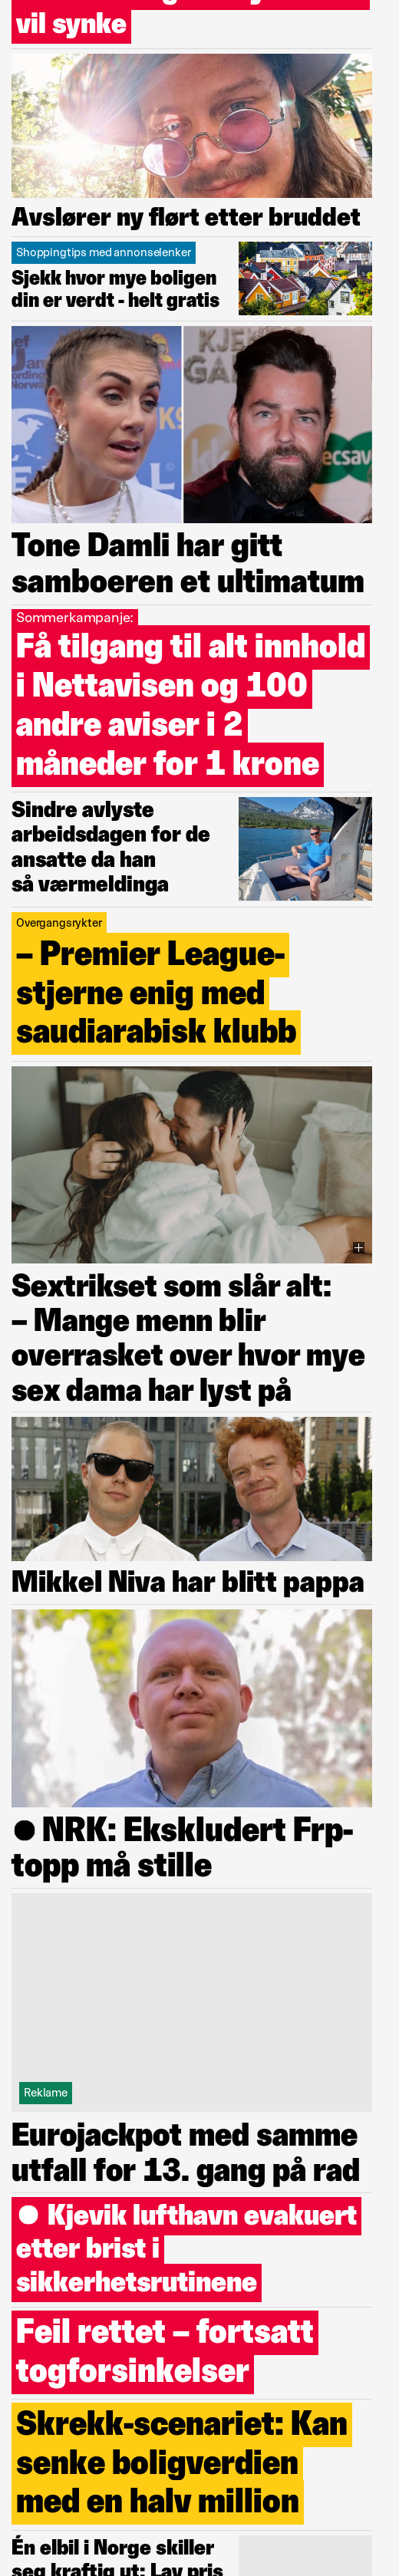 vil synke
Avslører ny flørt etter bruddet
Shoppingtips med annonselenker
Sjekk hvor mye boligen
din er verdt - helt gratis
Tone Damli har gitt
samboeren et ultimatum
Sommerkampanje:
Få tilgang til alt innhold
i Nettavisen og 100
andre aviser i 2
måneder for 1 krone
Sindre avlyste
arbeidsdagen for de
ansatte da han
så værmeldinga
Overgangsrykter
– Premier League-
stjerne enig med
saudiarabisk klubb
Sextrikset som slår alt:
– Mange menn blir
overrasket over hvor mye
sex dama har lyst på
Mikkel Niva har blitt pappa
● NRK: Ekskludert Frp-
topp må stille
Reklame
Eurojackpot med samme
utfall for 13. gang på rad
● Kjevik lufthavn evakuert
etter brist i
sikkerhetsrutinene
Feil rettet – fortsatt
togforsinkelser
Skrekk-scenariet: Kan
senke boligverdien
med en halv million
Én elbil i Norge skiller
seg kraftig ut: Lav pris